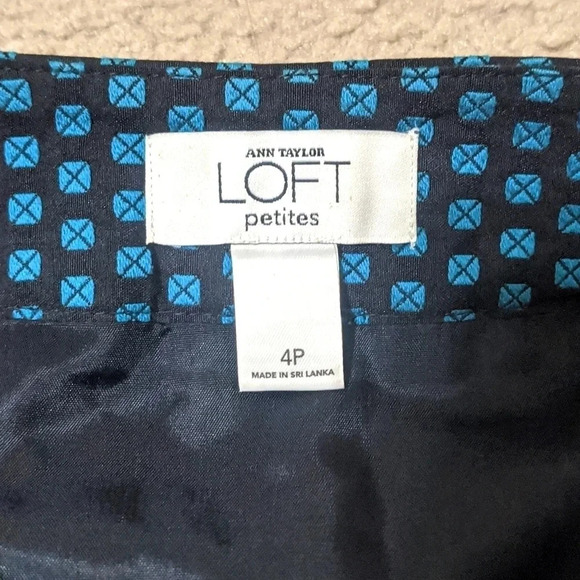 ANN TAYLOR
LOFT
petites
4P
MADE IN SRI LANKA